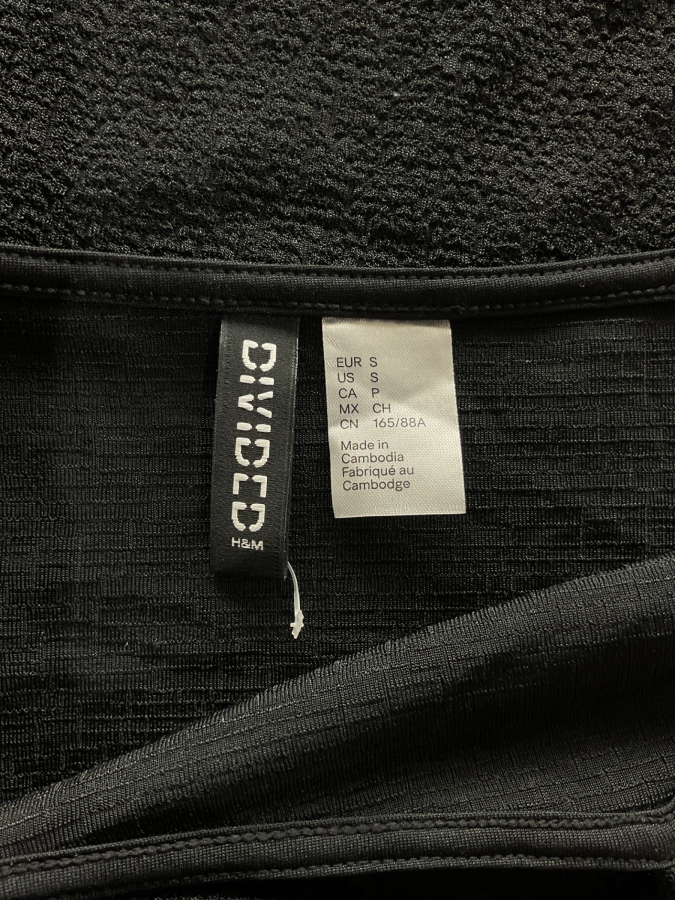 DIVIDED
H&M
EUR S
US S
CA P
MX CH
CN 165/88A
Made in
Cambodia
Fabriqué au
Cambodge